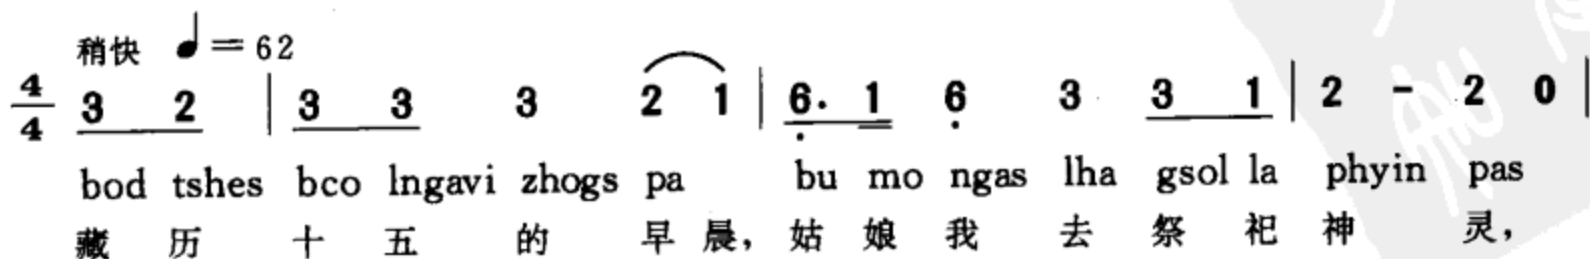 稍快 ♩= 62
4/4 3 2 | 3 3 3 2 1 | 6. 1 6 3 3 1 | 2 - 2 0 |
bod tshes bco lngavi zhogs pa bu mo ngas lha gsol la phyin pas
藏 历 十 五 的 早 晨, 姑 娘 我 去 祭 祀 神 灵,